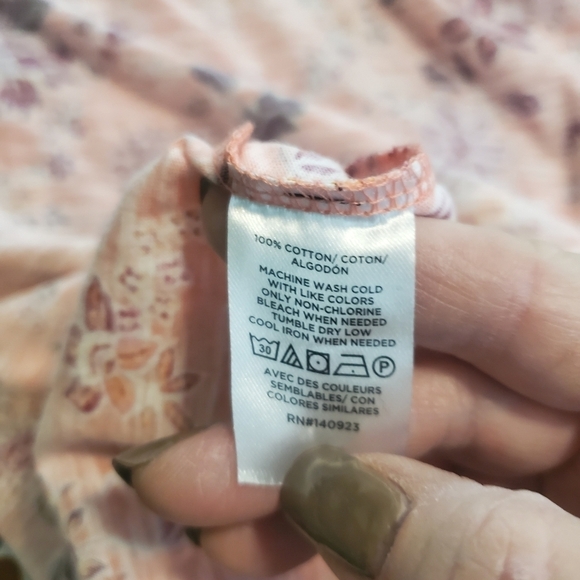 100% COTTON/ COTON/
ALGODÓN
MACHINE WASH COLD
WITH LIKE COLORS
ONLY NON-CHLORINE
BLEACH WHEN NEEDED
TUMBLE DRY LOW
COOL IRON WHEN NEEDED
30 P
AVEC DES COULEURS
SEMBLABLES/ CON
COLORES SIMILARES
RN#140923